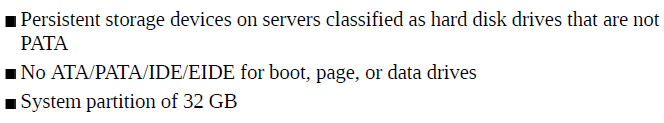 ■ Persistent storage devices on servers classified as hard disk drives that are not
PATA
■ No ATA/PATA/IDE/EIDE for boot, page, or data drives
■ System partition of 32 GB